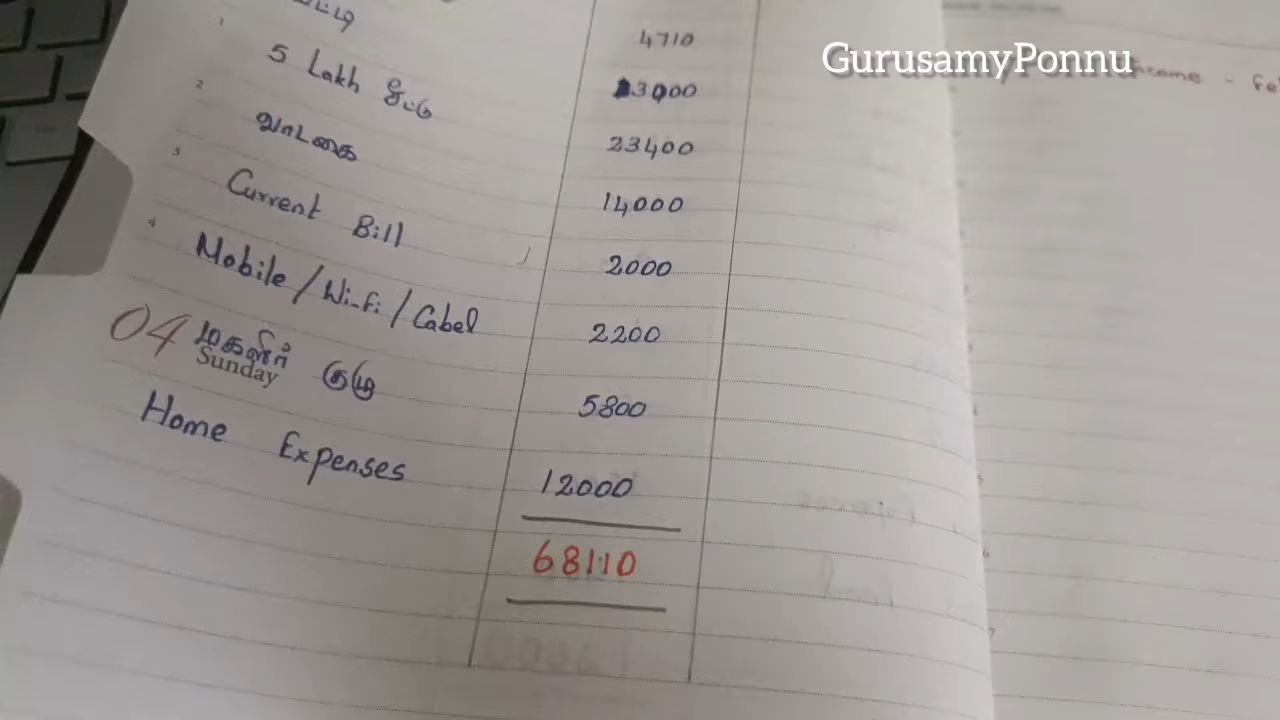 4710
5 Lakh சீட்டு 3000
வாடகை 23400
Current Bill 14000
Mobile / Wi-Fi / Cabel 2000
மகளிர் குழு 2200
04
Sunday
5800
Home Expenses 12000
68110
GurusamyPonnu